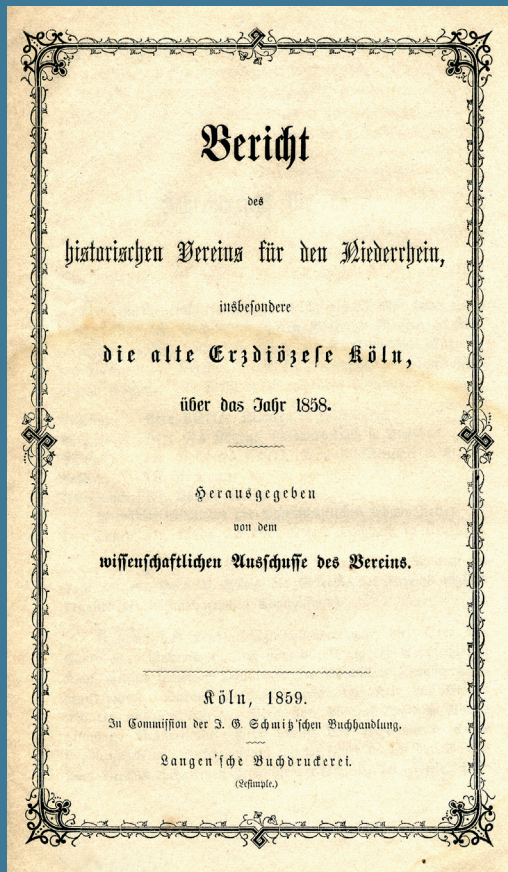 Bericht
des
historischen Vereins für den Niederrhein,
insbesondere
die alte Erzdiözese Köln,
über das Jahr 1858.
Herausgegeben
von dem
wissenschaftlichen Ausschusse des Vereins.
Köln, 1859.
In Commission der J. G. Schmitz'schen Buchhandlung.
Langen'sche Buchdruckerei.
(Lesimple.)